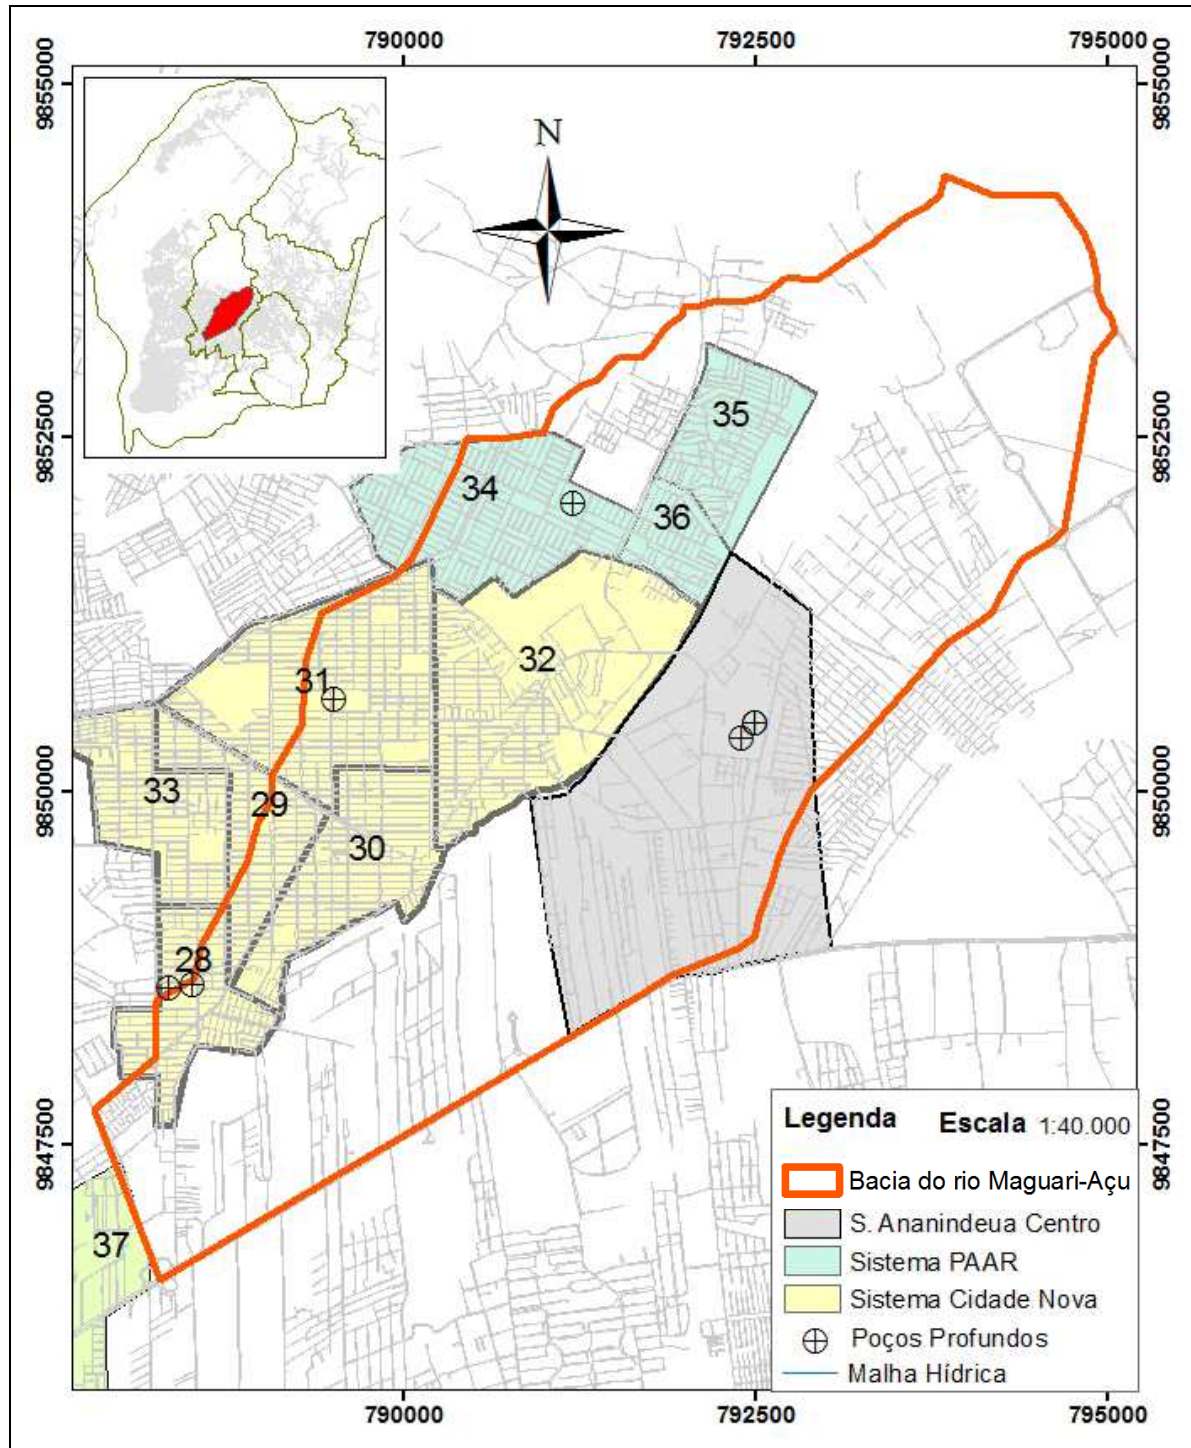 790000 792500 795000
9855000 9855000
N
9852500 9852500
35
34
36
32
31
33
29
30
9850000 9850000
28
37
9847500 9847500
Legenda Escala 1:40.000
Bacia do rio Maguari-Açu
S. Ananindeua Centro
Sistema PAAR
Sistema Cidade Nova
Poços Profundos
Malha Hídrica
790000 792500 795000